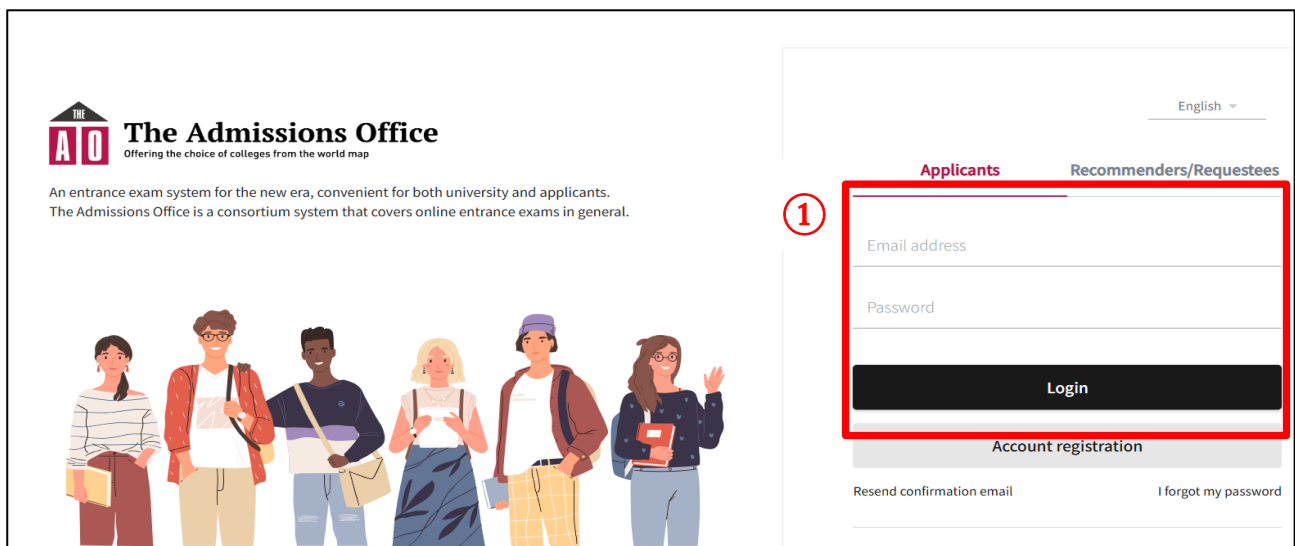 THE
AO
The Admissions Office
Offering the choice of colleges from the world map
An entrance exam system for the new era, convenient for both university and applicants.
The Admissions Office is a consortium system that covers online entrance exams in general.
English
Applicants
Recommenders/Requestees
①
Email address
Password
Login
Account registration
Resend confirmation email
I forgot my password